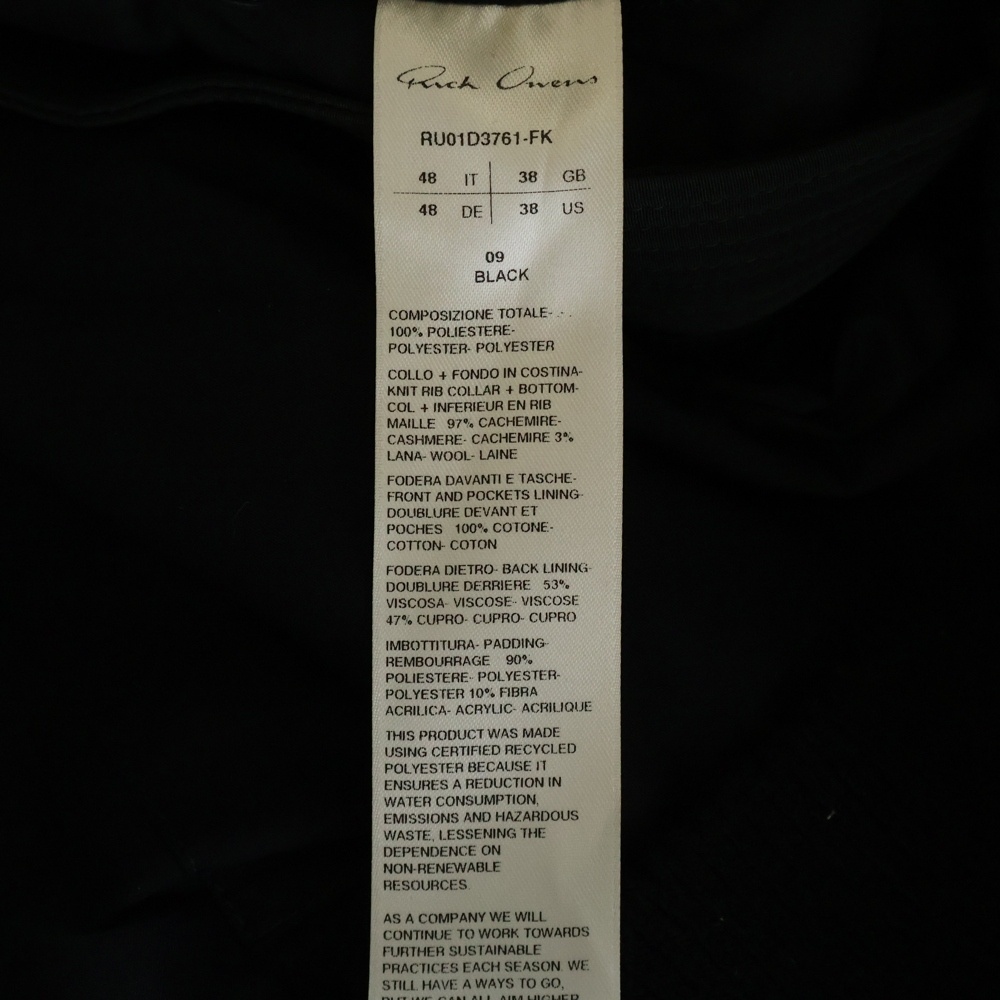 Rick Owens
RU01D3761-FK
48 IT 38 GB
48 DE 38 US
09
BLACK
COMPOSIZIONE TOTALE-
100% POLIESTERE-
POLYESTER- POLYESTER
COLLO + FONDO IN COSTINA-
KNIT RIB COLLAR + BOTTOM-
COL + INFERIEUR EN RIB
MAILLE 97% CACHEMIRE-
CASHMERE- CACHEMIRE 3%
LANA- WOOL- LAINE
FODERA DAVANTI E TASCHE-
FRONT AND POCKETS LINING-
DOUBLURE DEVANT ET
POCHES 100% COTONE-
COTTON- COTON
FODERA DIETRO- BACK LINING-
DOUBLURE DERRIERE 53%
VISCOSA- VISCOSE- VISCOSE
47% CUPRO- CUPRO- CUPRO
IMBOTTITURA- PADDING-
REMBOURRAGE 90%
POLIESTERE- POLYESTER-
POLYESTER 10% FIBRA
ACRILICA- ACRYLIC- ACRILIQUE
THIS PRODUCT WAS MADE
USING CERTIFIED RECYCLED
POLYESTER BECAUSE IT
ENSURES A REDUCTION IN
WATER CONSUMPTION,
EMISSIONS AND HAZARDOUS
WASTE, LESSENING THE
DEPENDENCE ON
NON-RENEWABLE
RESOURCES.
AS A COMPANY WE WILL
CONTINUE TO WORK TOWARDS
FURTHER SUSTAINABLE
PRACTICES EACH SEASON. WE
STILL HAVE A WAYS TO GO,
BUT WE CAN ALL AIM HIGHER